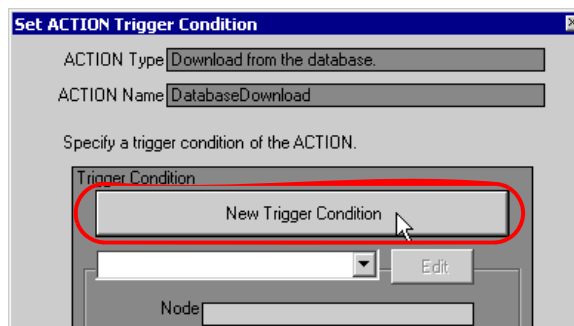 Set ACTION Trigger Condition
ACTION Type Download from the database.
ACTION Name DatabaseDownload
Specify a trigger condition of the ACTION.
Trigger Condition
New Trigger Condition
Edit
Node